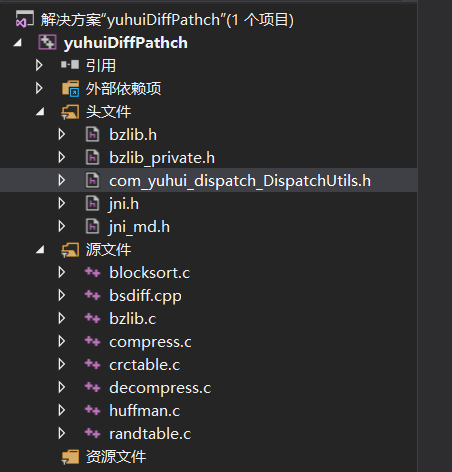 解决方案"yuhuiDiffPathch"(1 个项目)
yuhuiDiffPathch
引用
外部依赖项
头文件
bzlib.h
bzlib_private.h
com_yuhui_dispatch_DispatchUtils.h
jni.h
jni_md.h
源文件
blocksort.c
bsdiff.cpp
bzlib.c
compress.c
crctable.c
decompress.c
huffman.c
randtable.c
资源文件